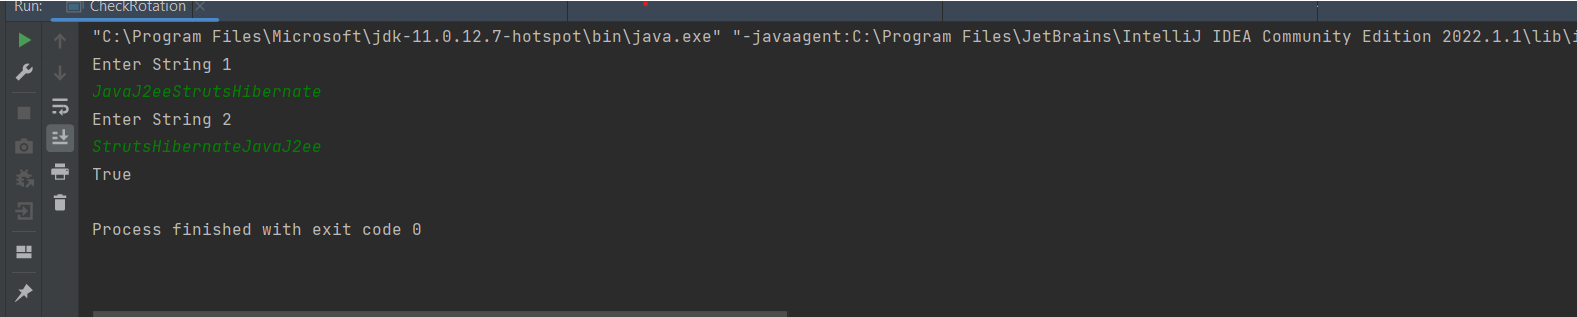 Run: CheckRotation
"C:\Program Files\Microsoft\jdk-11.0.12.7-hotspot\bin\java.exe" "-javaagent:C:\Program Files\JetBrains\IntelliJ IDEA Community Edition 2022.1.1\lib\
Enter String 1
JavaJ2eeStrutsHibernate
Enter String 2
StrutsHibernateJavaJ2ee
True
Process finished with exit code 0